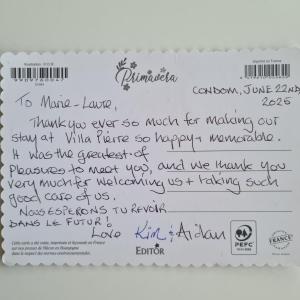 Primavera
CONDOM, JUNE 22ND
2025
TO Marie-Laure,
Thank you ever so much for making our
stay at Villa Pierre so happy + memorable.
It was the greatest of
pleasures to meet you, and we thank you
very much for welcoming us + taking such
good care of us.
NOUS ESPERONS TU REVOIR
DANS LE FUTUR!
Love Kim & Aidan
EDITOR
PEFC
FRANCE